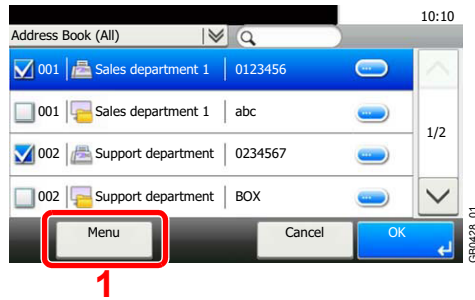 10:10
Address Book (All)
001 Sales department 1 0123456
001 Sales department 1 abc
1/2
002 Support department 0234567
002 Support department BOX
Menu Cancel OK
1
GB0428_01